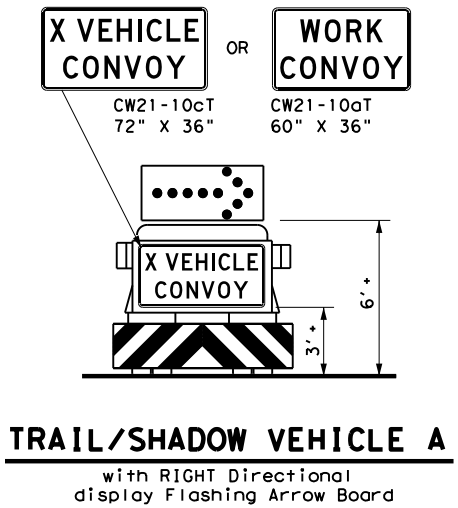 X VEHICLE
CONVOY
OR
WORK
CONVOY
CW21-10cT
72" X 36"
CW21-10aT
60" X 36"
X VEHICLE
CONVOY
6' +
3' +
TRAIL/SHADOW VEHICLE A
with RIGHT Directional
display Flashing Arrow Board